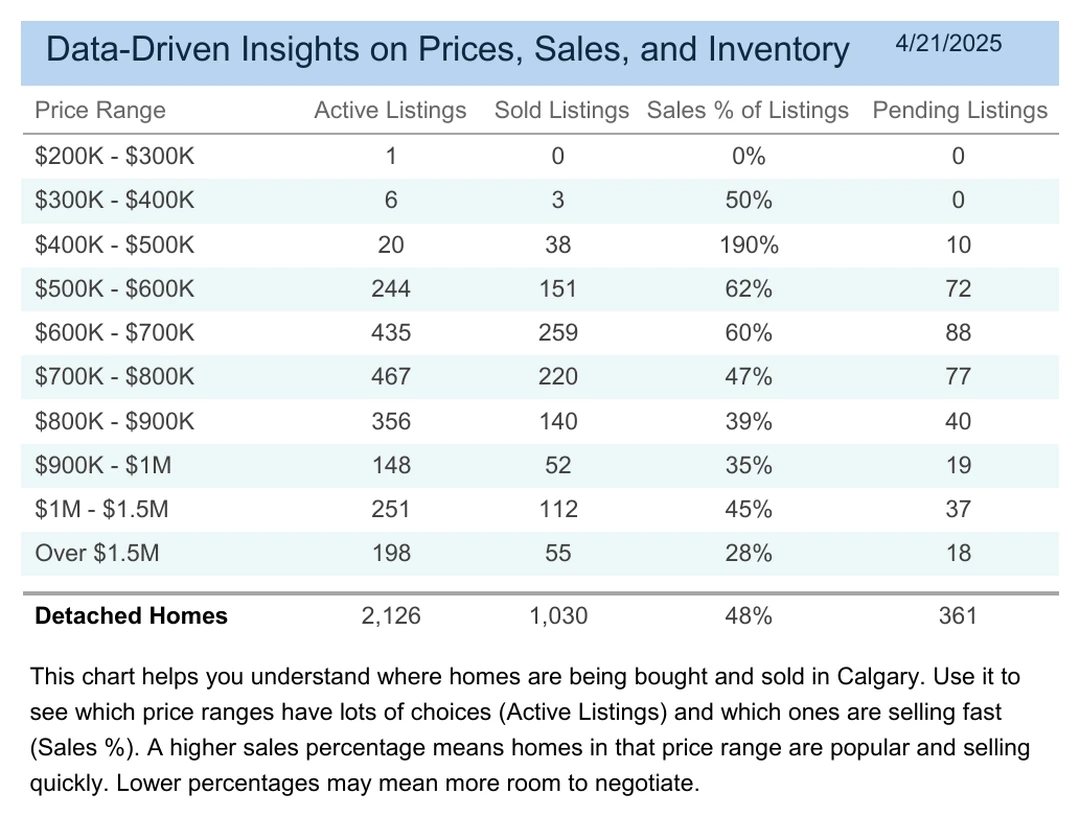 Data-Driven Insights on Prices, Sales, and Inventory 4/21/2025
Price Range Active Listings Sold Listings Sales % of Listings Pending Listings
$200K - $300K 1 0 0% 0
$300K - $400K 6 3 50% 0
$400K - $500K 20 38 190% 10
$500K - $600K 244 151 62% 72
$600K - $700K 435 259 60% 88
$700K - $800K 467 220 47% 77
$800K - $900K 356 140 39% 40
$900K - $1M 148 52 35% 19
$1M - $1.5M 251 112 45% 37
Over $1.5M 198 55 28% 18
Detached Homes 2,126 1,030 48% 361
This chart helps you understand where homes are being bought and sold in Calgary. Use it to
see which price ranges have lots of choices (Active Listings) and which ones are selling fast
(Sales %). A higher sales percentage means homes in that price range are popular and selling
quickly. Lower percentages may mean more room to negotiate.